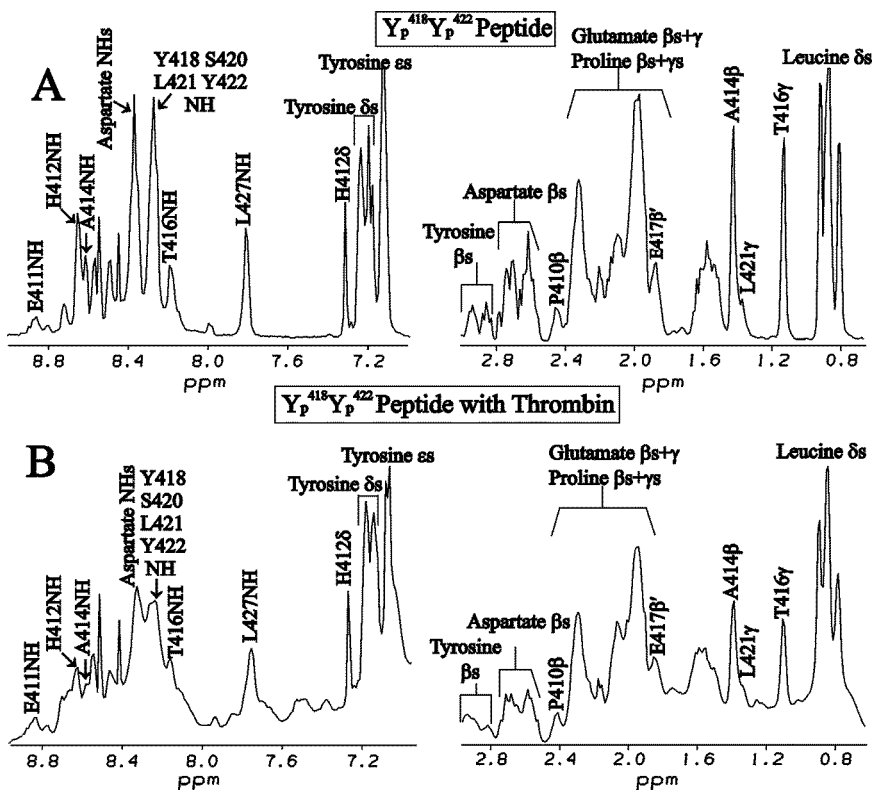 Yp418Yp422 Peptide
A
Aspartate NHs
Y418 S420
L421 Y422
NH
Tyrosine εs
Tyrosine δs
Glutamate βs+γ
Proline βs+γs
Leucine δs
E411NH
H412NH
A414NH
T416NH
L427NH
H412δ
Tyrosine
βs
Aspartate βs
P410β
E417β'
A414β
L421γ
T416γ
8.8 8.4 8.0 7.6 7.2
ppm
2.8 2.4 2.0 1.6 1.2 0.8
ppm
Yp418Yp422 Peptide with Thrombin
B
Aspartate NHs
Y418
S420
L421
Y422
NH
Tyrosine εs
Tyrosine δs
Glutamate βs+γ
Proline βs+γs
Leucine δs
E411NH
H412NH
A414NH
T416NH
L427NH
H412δ
Tyrosine
βs
Aspartate βs
P410β
E417β'
A414β
L421γ
T416γ
8.8 8.4 8.0 7.6 7.2
ppm
2.8 2.4 2.0 1.6 1.2 0.8
ppm